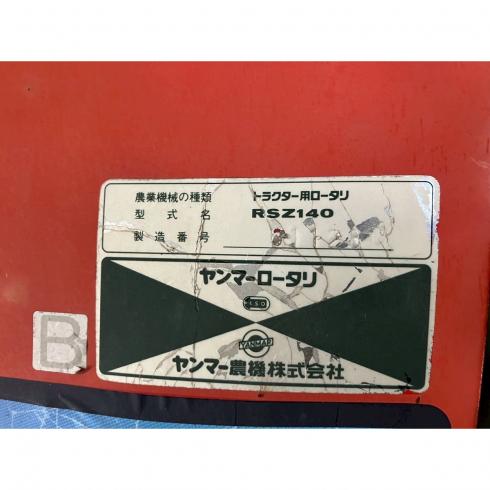 農業機械の種類 トラクター用ロータリ
型式名 RSZ140
製造番号
ヤンマーロータリ
YANMAR
ヤンマー農機株式会社
B